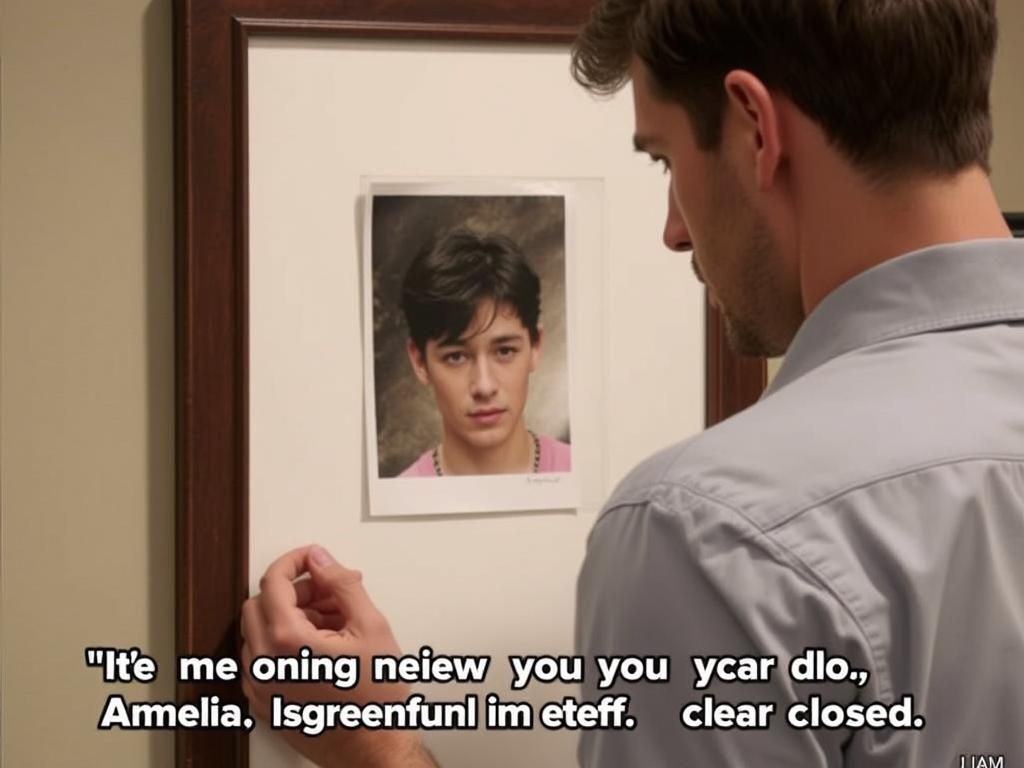 "It'e me oning neiew you you ycar dlo.,
Amelia, Isgreenfunl im eteff. clear closed.
LIAM